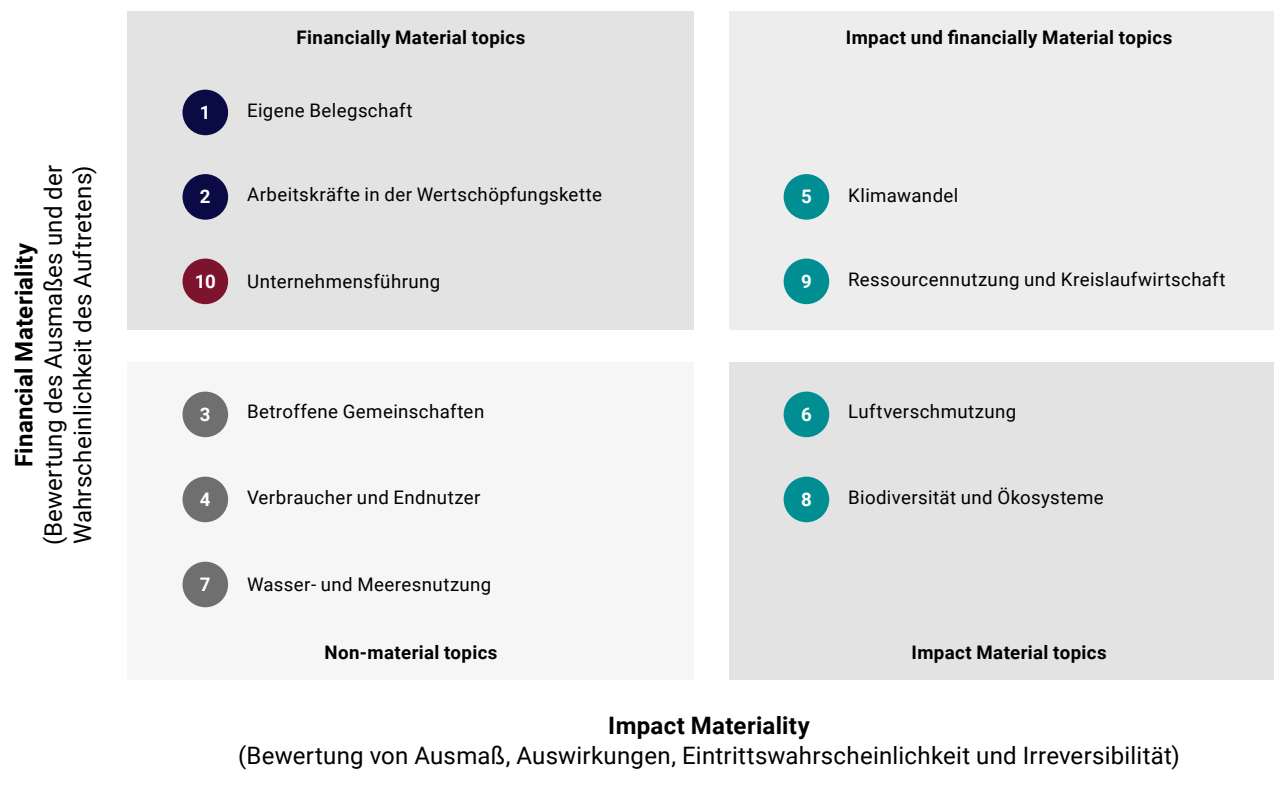 Financially Material topics
1 Eigene Belegschaft
2 Arbeitskräfte in der Wertschöpfungskette
10 Unternehmensführung
Impact und financially Material topics
5 Klimawandel
9 Ressourcennutzung und Kreislaufwirtschaft
Financial Materiality
(Bewertung des Ausmaßes und der
Wahrscheinlichkeit des Auftretens)
3 Betroffene Gemeinschaften
4 Verbraucher und Endnutzer
7 Wasser- und Meeresnutzung
Non-material topics
6 Luftverschmutzung
8 Biodiversität und Ökosysteme
Impact Material topics
Impact Materiality
(Bewertung von Ausmaß, Auswirkungen, Eintrittswahrscheinlichkeit und Irreversibilität)